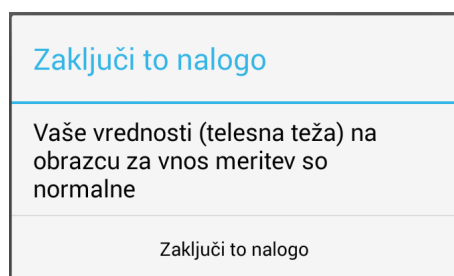 Zaključi to nalogo
Vaše vrednosti (telesna teža) na
obrazcu za vnos meritev so
normalne
Zaključi to nalogo